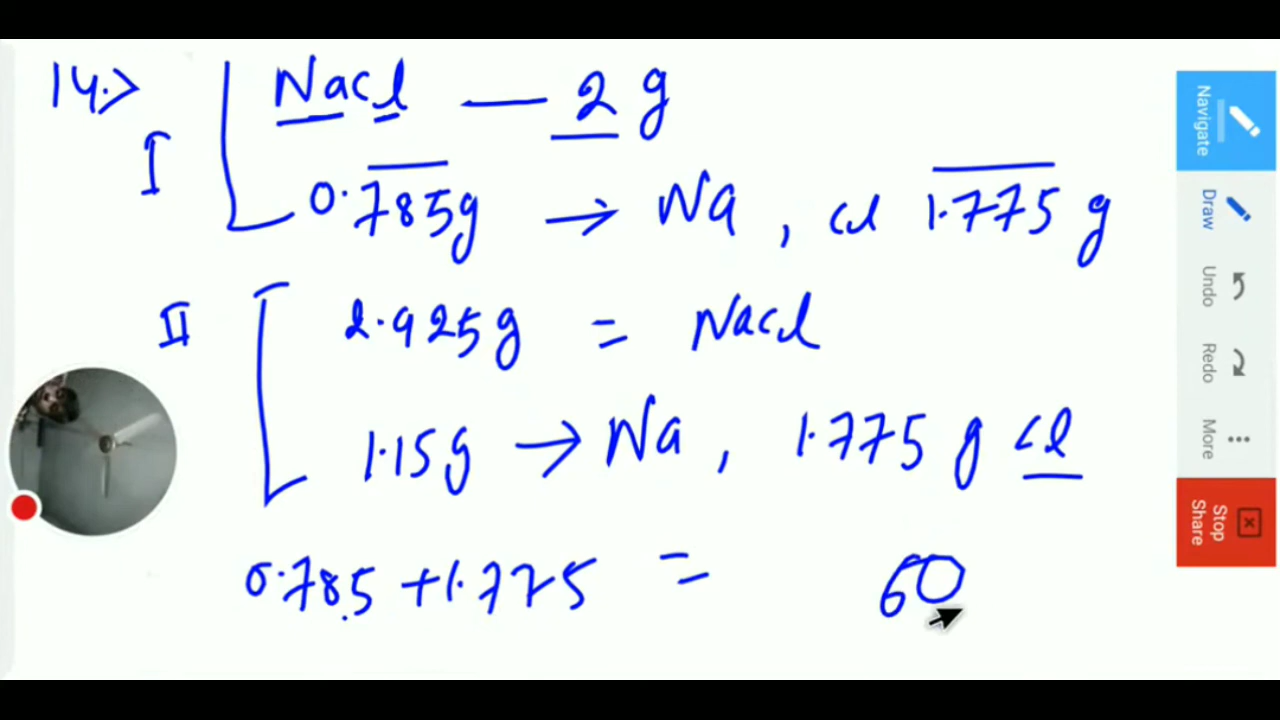 14.> NaCl — 2 g
I
0.785g → Na, Cl 1.775 g
II 2.925g = NaCl
1.15g → Na, 1.775 g Cl
0.785 + 1.775 = 60
Navigate
Draw
Undo
Redo
More
Stop
Share